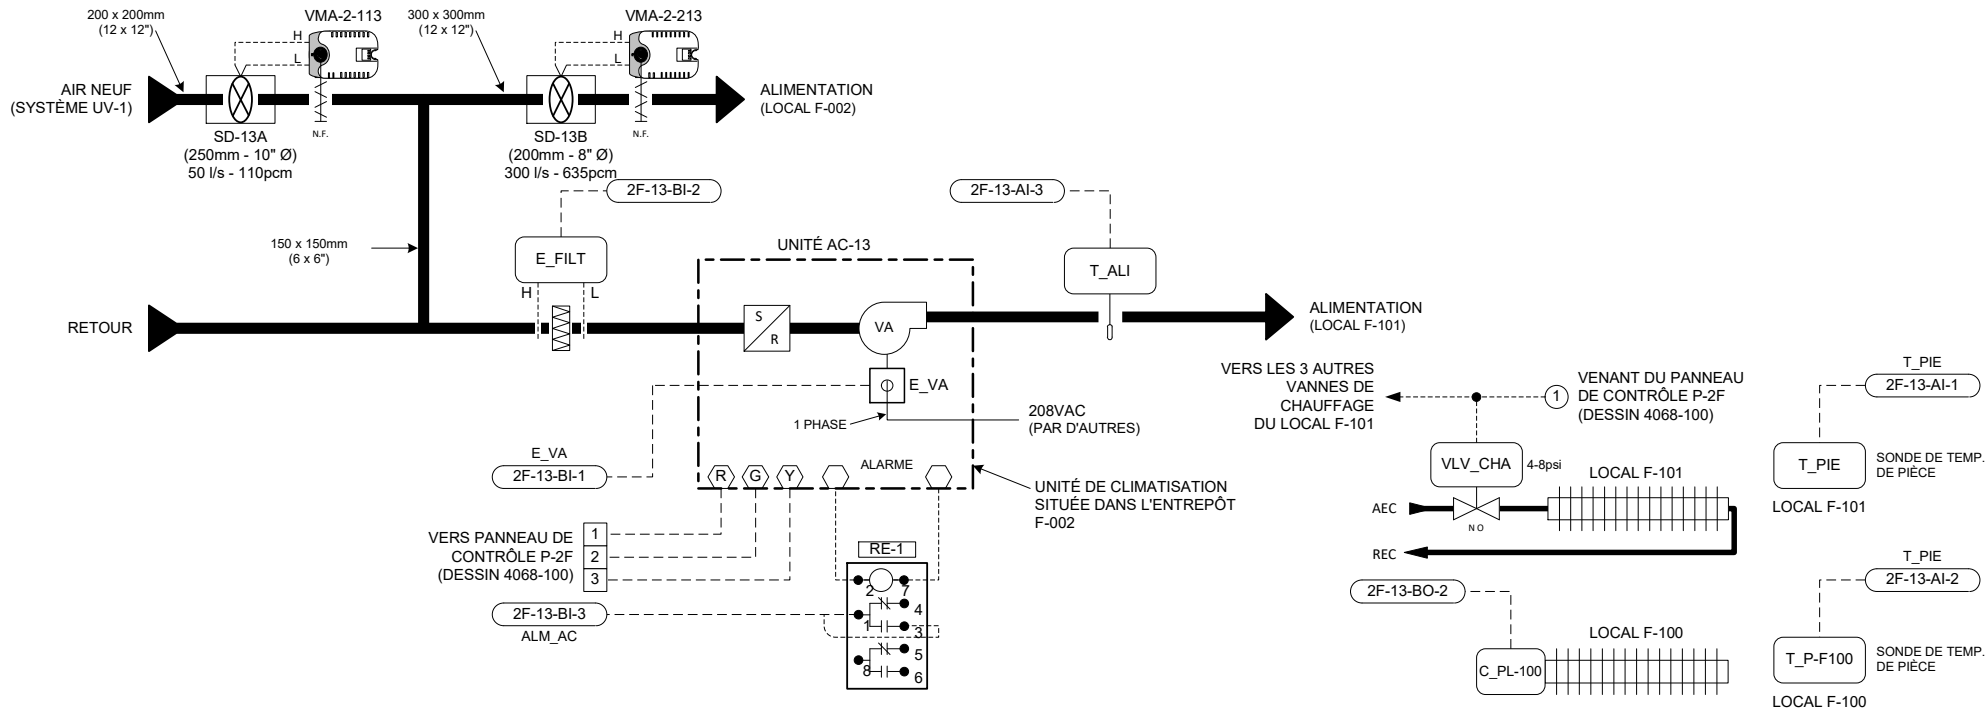 200 x 200mm
(12 x 12")
VMA-2-113
H
L
300 x 300mm
(12 x 12")
VMA-2-213
H
L
AIR NEUF
(SYSTÈME UV-1)
N.F.
SD-13A
(250mm - 10" Ø)
50 l/s - 110pcm
N.F.
SD-13B
(200mm - 8" Ø)
300 l/s - 635pcm
ALIMENTATION
(LOCAL F-002)
2F-13-BI-2
2F-13-AI-3
150 x 150mm
(6 x 6")
E_FILT
H
L
UNITÉ AC-13
T_ALI
RETOUR
S
R
VA
ALIMENTATION
(LOCAL F-101)
E_VA
1 PHASE
208VAC
(PAR D'AUTRES)
E_VA
2F-13-BI-1
R
G
Y
ALARME
UNITÉ DE CLIMATISATION
SITUÉE DANS L'ENTREPÔT
F-002
VERS PANNEAU DE
CONTRÔLE P-2F
(DESSIN 4068-100)
1
2
3
2F-13-BI-3
ALM_AC
RE-1
2
7
4
1
3
5
8
6
VERS LES 3 AUTRES
VANNES DE
CHAUFFAGE
DU LOCAL F-101
1
VENANT DU PANNEAU
DE CONTRÔLE P-2F
(DESSIN 4068-100)
VLV_CHA
4-8psi
LOCAL F-101
AEC
N O
REC
T_PIE
2F-13-AI-1
T_PIE
SONDE DE TEMP.
DE PIÈCE
LOCAL F-101
2F-13-BO-2
C_PL-100
LOCAL F-100
T_PIE
2F-13-AI-2
T_P-F100
SONDE DE TEMP.
DE PIÈCE
LOCAL F-100